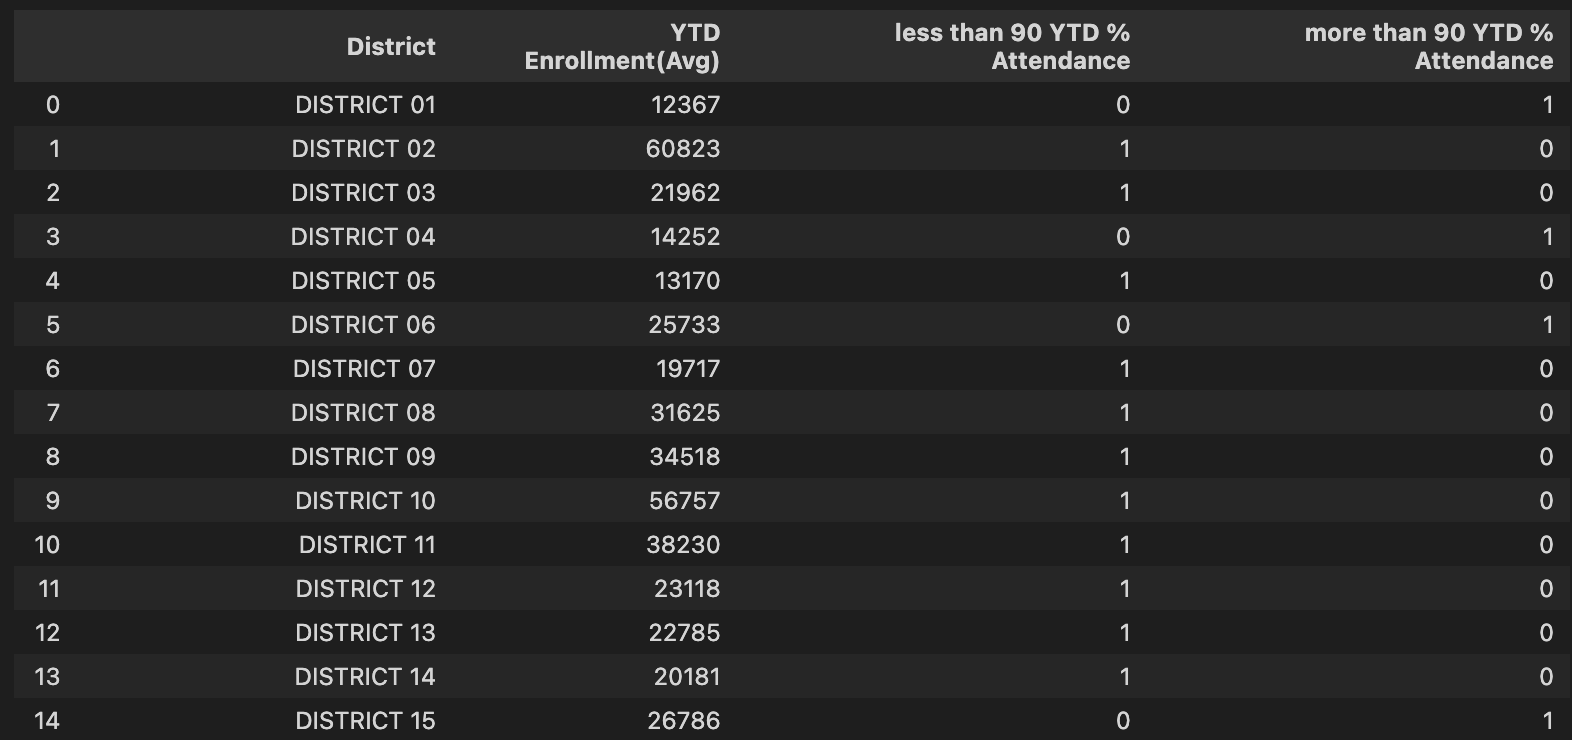 District YTD Enrollment(Avg) less than 90 YTD % Attendance more than 90 YTD % Attendance
0 DISTRICT 01 12367 0 1
1 DISTRICT 02 60823 1 0
2 DISTRICT 03 21962 1 0
3 DISTRICT 04 14252 0 1
4 DISTRICT 05 13170 1 0
5 DISTRICT 06 25733 0 1
6 DISTRICT 07 19717 1 0
7 DISTRICT 08 31625 1 0
8 DISTRICT 09 34518 1 0
9 DISTRICT 10 56757 1 0
10 DISTRICT 11 38230 1 0
11 DISTRICT 12 23118 1 0
12 DISTRICT 13 22785 1 0
13 DISTRICT 14 20181 1 0
14 DISTRICT 15 26786 0 1